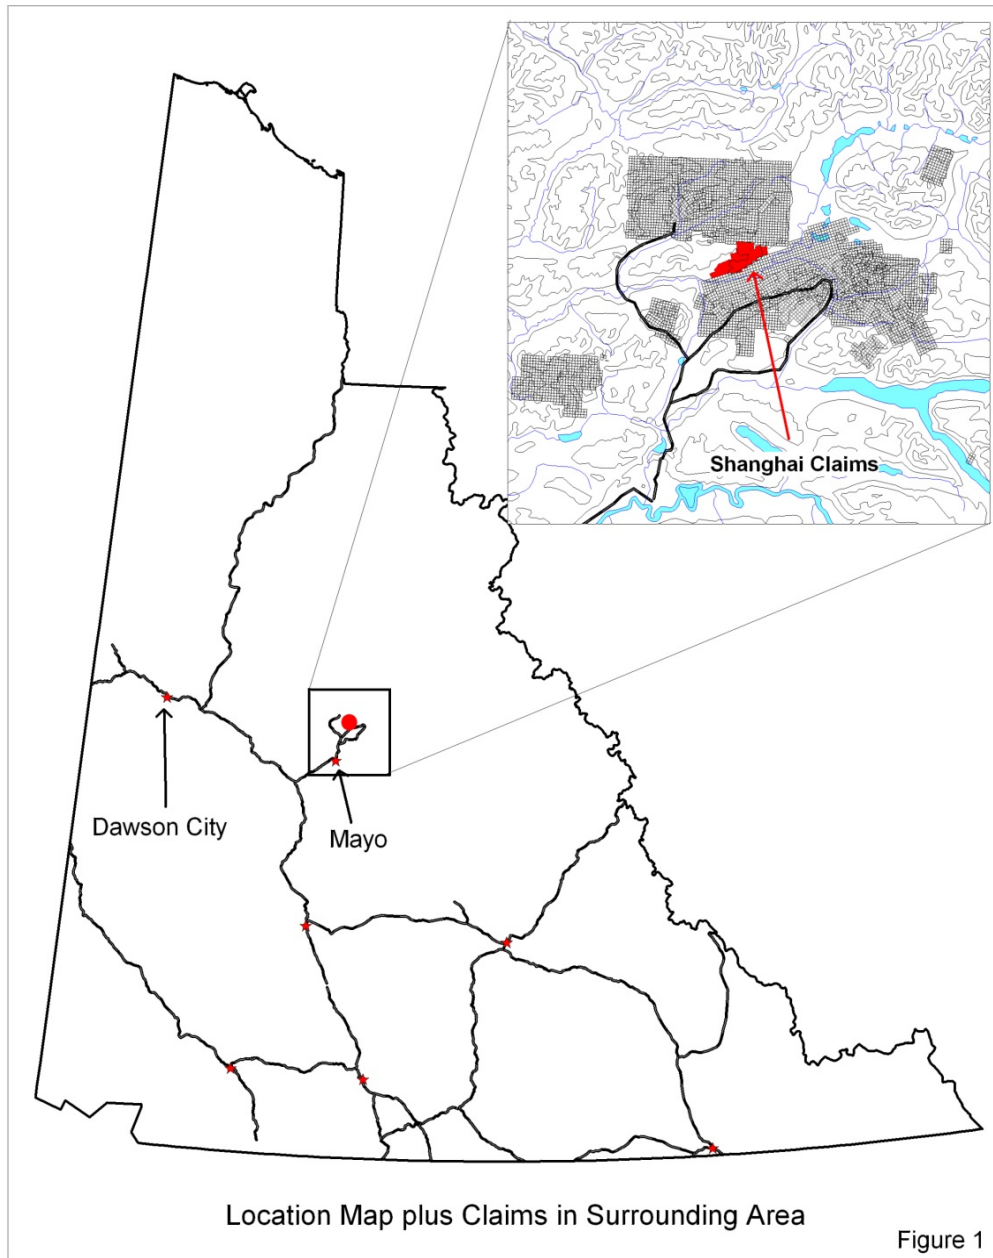 Shanghai Claims
Dawson City
Mayo
Location Map plus Claims in Surrounding Area
Figure 1